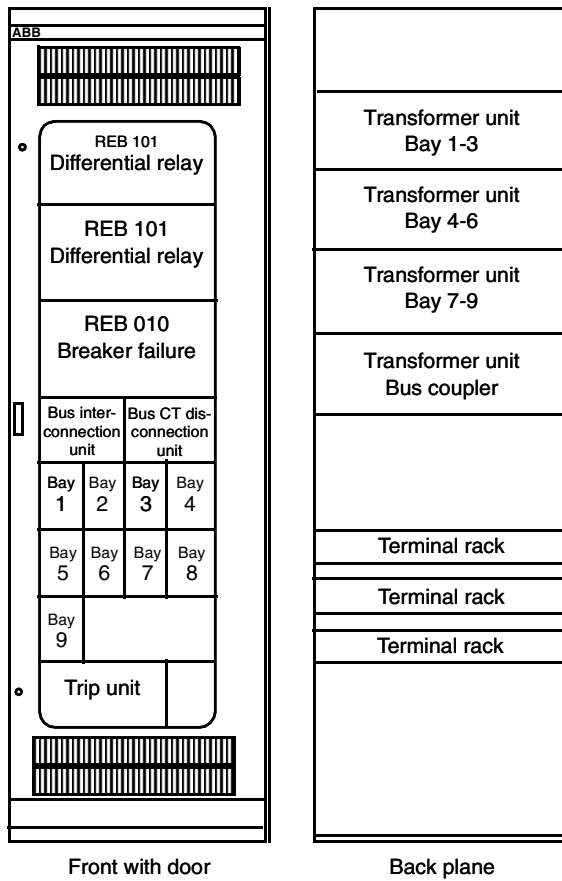 ABB
REB 101
Differential relay
REB 101
Differential relay
REB 010
Breaker failure
Bus inter-
connection
unit
Bus CT dis-
connection
unit
Bay
1
Bay
2
Bay
3
Bay
4
Bay
5
Bay
6
Bay
7
Bay
8
Bay
9
Trip unit
Front with door
Transformer unit
Bay 1-3
Transformer unit
Bay 4-6
Transformer unit
Bay 7-9
Transformer unit
Bus coupler
Terminal rack
Terminal rack
Terminal rack
Back plane